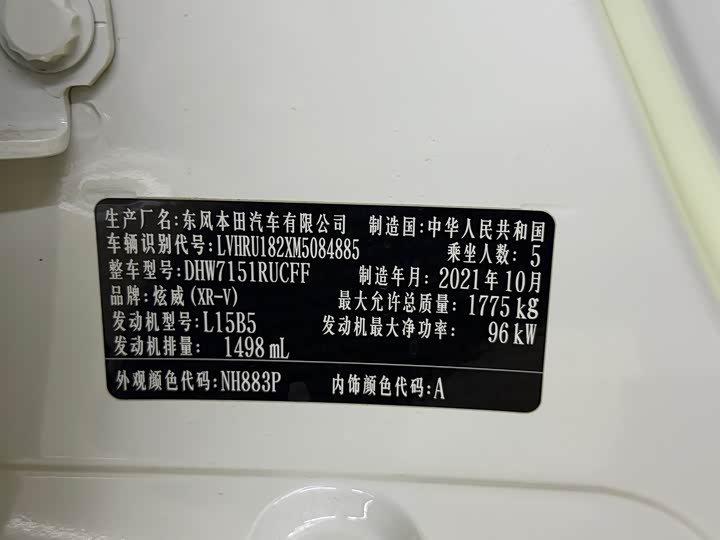 生产厂名:东风本田汽车有限公司 制造国:中华人民共和国
车辆识别代号:LVHRU182XM5084885 乘坐人数: 5
整车型号:DHW7151RUCFF 制造年月:2021年10月
品牌:炫威(XR-V) 最大允许总质量: 1775 kg
发动机型号:L15B5 发动机最大净功率: 96 kW
发动机排量: 1498 mL
外观颜色代码:NH883P 内饰颜色代码:A